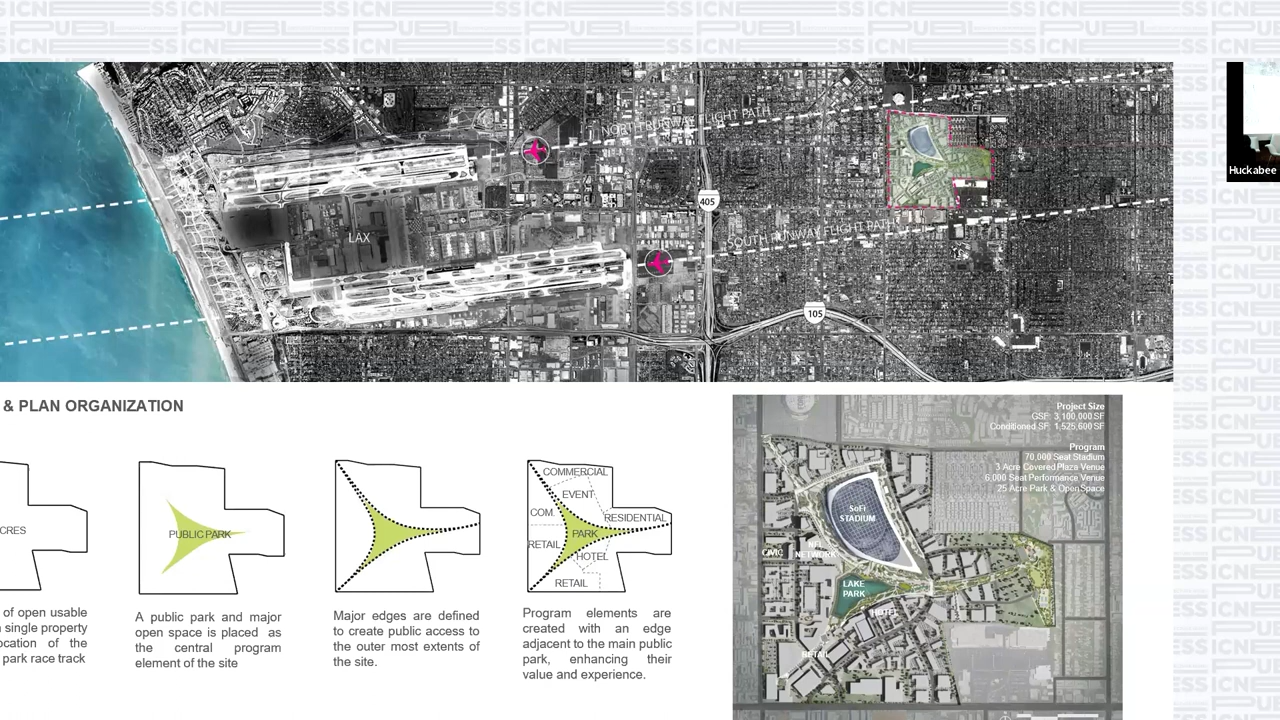 NORTH RUNWAY FLIGHT PATH
405
LAX
SOUTH RUNWAY FLIGHT PATH
105
Huckabee
& PLAN ORGANIZATION
CRES
of open usable
single property
ocation of the
park race track
PUBLIC PARK
A public park and major
open space is placed as
the central program
element of the site
Major edges are defined
to create public access to
the outer most extents of
the site.
COMMERCIAL
EVENT
COM.
RESIDENTIAL
PARK
RETAIL
HOTEL
RETAIL
Program elements are
created with an edge
adjacent to the main public
park, enhancing their
value and experience.
Project Size
GSF: 3,100,000 SF
Conditioned SF: 1,525,600 SF
Program
70,000 Seat Stadium
3 Acre Covered Plaza Venue
6,000 Seat Performance Venue
25 Acre Park & Open Space
SoFi
STADIUM
CIVIC
NFL
NETWORK
LAKE
PARK
HOTEL
RETAIL